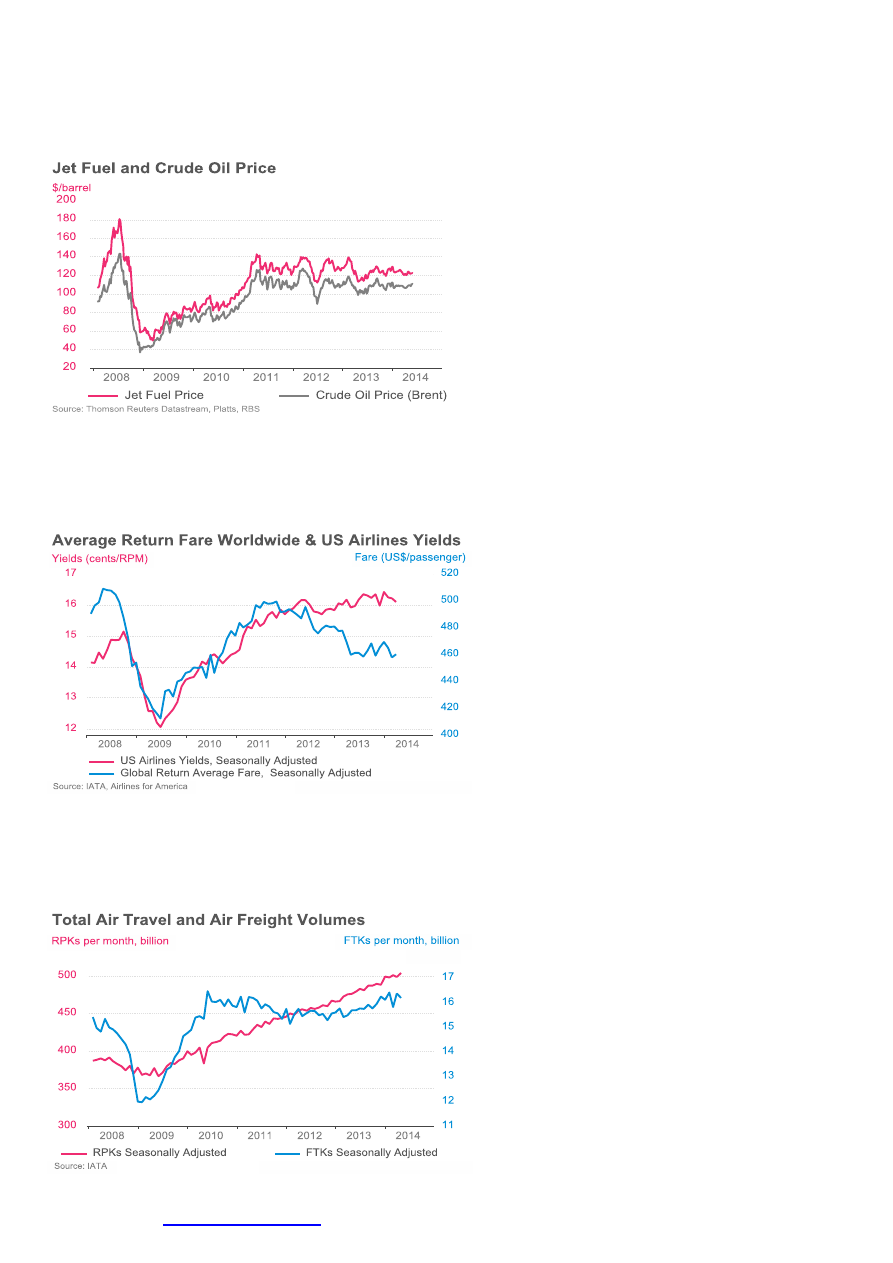 Jet Fuel and Crude Oil Price
$/barrel
200
180
160
140
120
100
80
60
40
20
2008 2009 2010 2011 2012 2013 2014
Jet Fuel Price Crude Oil Price (Brent)
Source: Thomson Reuters Datastream, Platts, RBS
Average Return Fare Worldwide & US Airlines Yields
Yields (cents/RPM) Fare (US$/passenger)
17 520
16 500
15 480
14 460
13 440
12 420
400
2008 2009 2010 2011 2012 2013 2014
US Airlines Yields, Seasonally Adjusted
Global Return Average Fare, Seasonally Adjusted
Source: IATA, Airlines for America
Total Air Travel and Air Freight Volumes
RPKs per month, billion FTKs per month, billion
500 17
450 16
400 15
350 14
300 13
12
11
2008 2009 2010 2011 2012 2013 2014
RPKs Seasonally Adjusted FTKs Seasonally Adjusted
Source: IATA